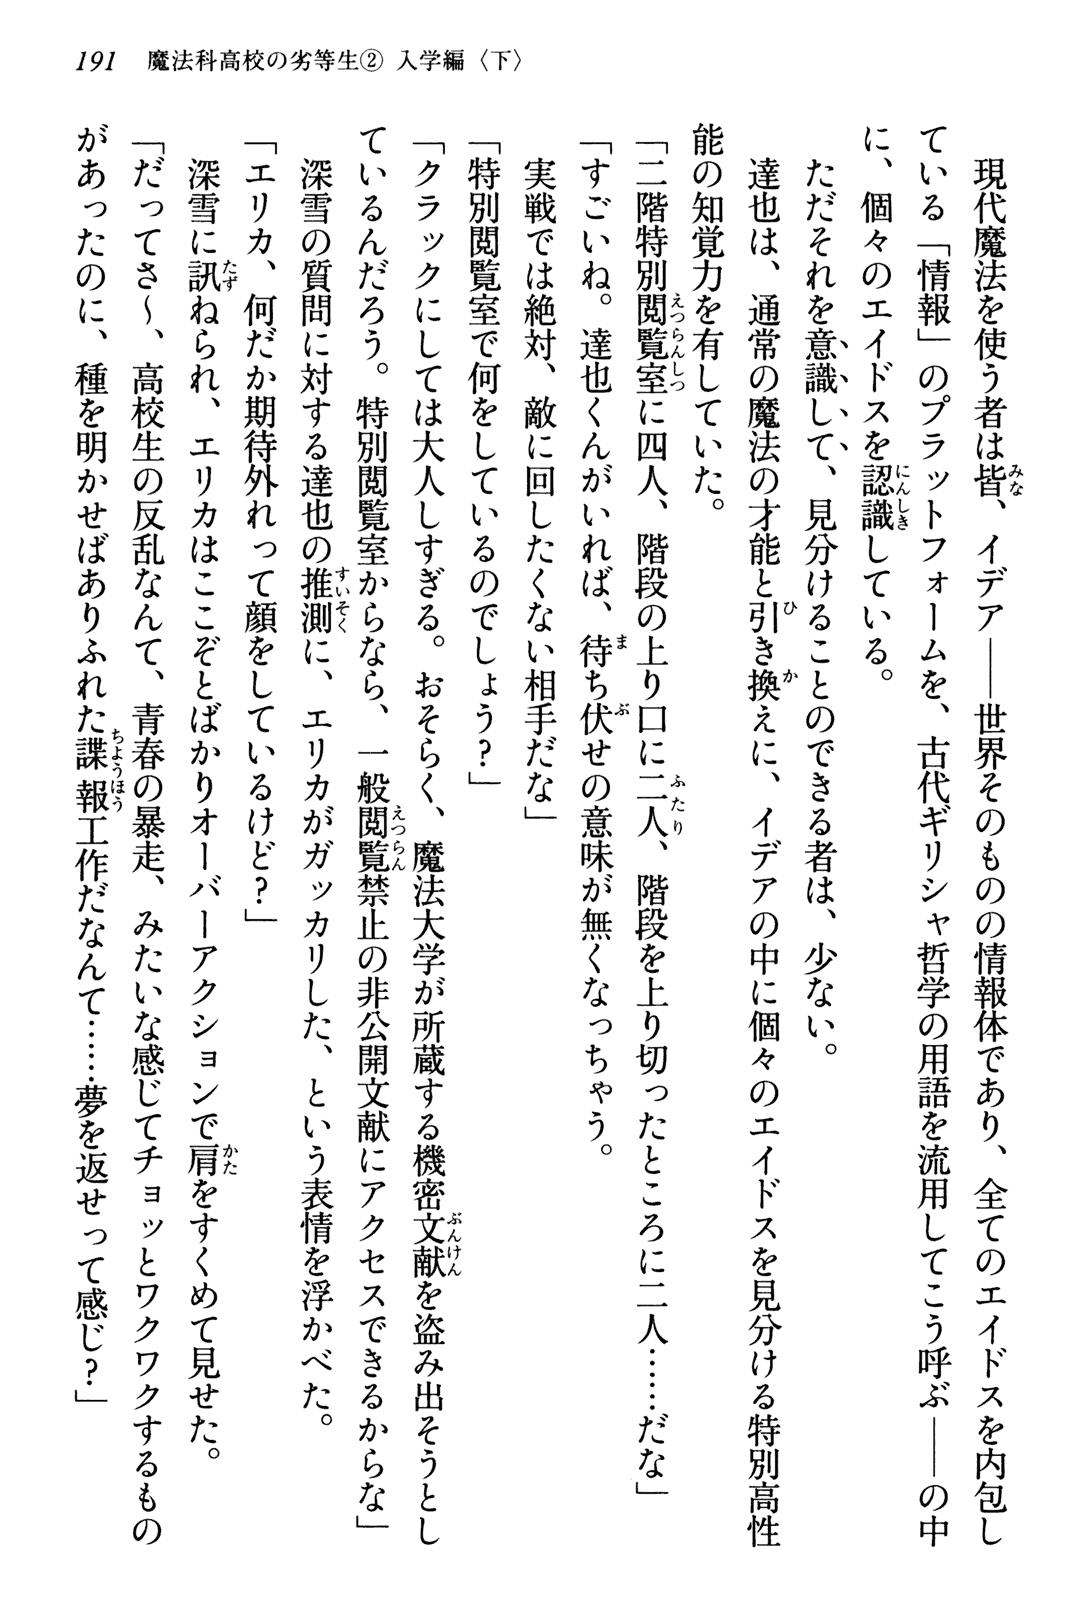 191　魔法科高校の劣等生② 入学編〈下〉
　現代魔法を使う者は皆、イデア――世界そのものの情報体であり、全てのエイドスを内包し
ている「情報」のプラットフォームを、古代ギリシャ哲学の用語を流用してこう呼ぶ――の中
に、個々のエイドスを認識している。
　ただそれを意識して、見分けることのできる者は、少ない。
　達也は、通常の魔法の才能と引き換えに、イデアの中に個々のエイドスを見分ける特別高性
能の知覚力を有していた。
「二階特別閲覧室に四人、階段の上り口に二人、階段を上り切ったところに二人……だな」
「すごいね。達也くんがいれば、待ち伏せの意味が無くなっちゃう。
　実戦では絶対、敵に回したくない相手だな」
「特別閲覧室で何をしているのでしょう？」
「クラックにしては大人しすぎる。おそらく、魔法大学が所蔵する機密文献を盗み出そうとし
ているんだろう。特別閲覧室からなら、一般閲覧禁止の非公開文献にアクセスできるからな」
　深雪の質問に対する達也の推測に、エリカがガッカリした、という表情を浮かべた。
「エリカ、何だか期待外れって顔をしているけど？」
　深雪に訊ねられ、エリカはここぞとばかりオーバーアクションで肩をすくめて見せた。
「だってさ～、高校生の反乱なんて、青春の暴走、みたいな感じてチョッとワクワクするもの
があったのに、種を明かせばありふれた諜報工作だなんて……夢を返せって感じ？」